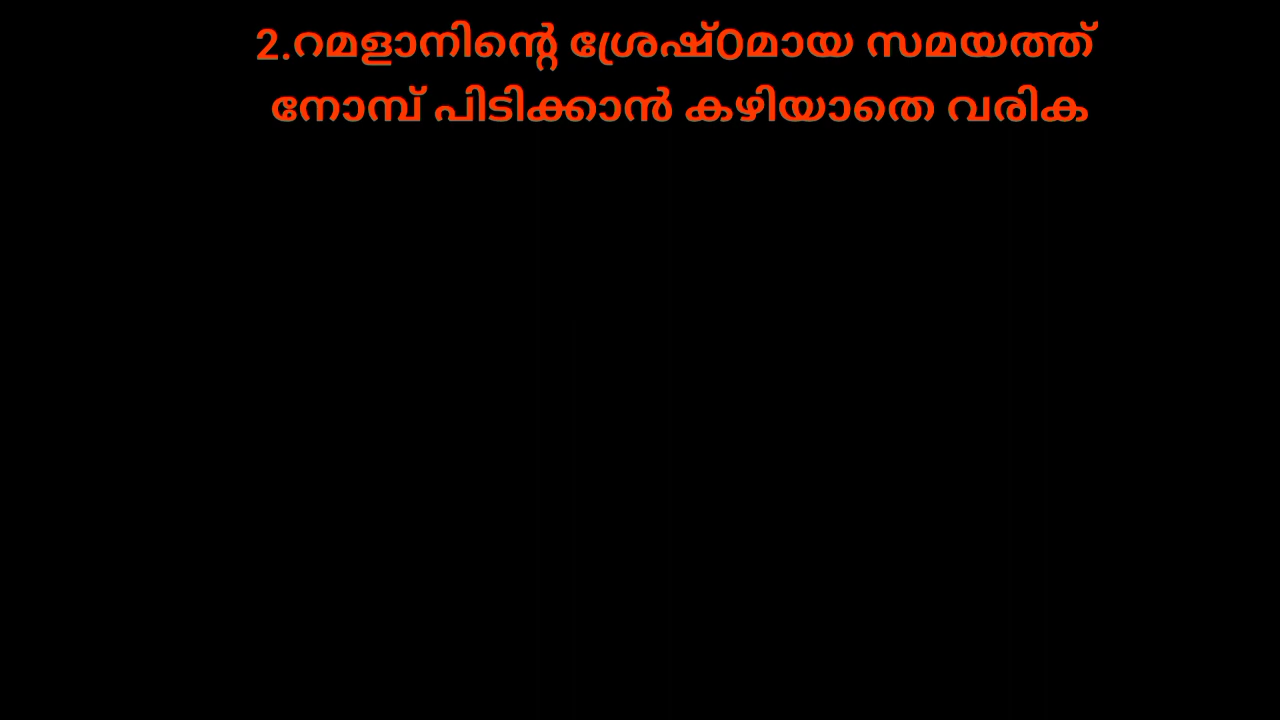 2.റമളാനിന്റെ ശ്രേഷ്ഠമായ സമയത്ത്
നോമ്പ് പിടിക്കാൻ കഴിയാതെ വരിക